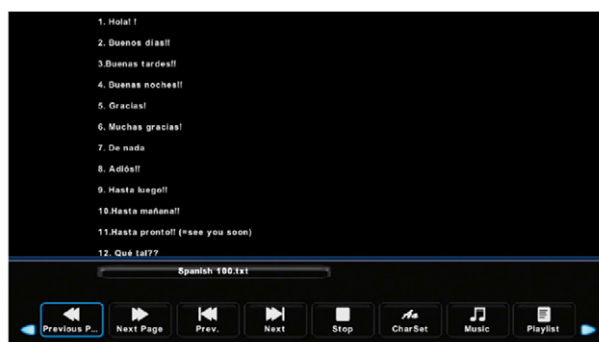 1. Hola! !
2. Buenos días!!
3.Buenas tardes!!
4. Buenas noches!!
5. Gracias!
6. Muchas gracias!
7. De nada
8. Adiós!!
9. Hasta luego!!
10.Hasta mañana!!
11.Hasta pronto!! (=see you soon)
12. Qué tal??
Spanish 100.txt
Previous P... Next Page Prev. Next Stop CharSet Music Playlist